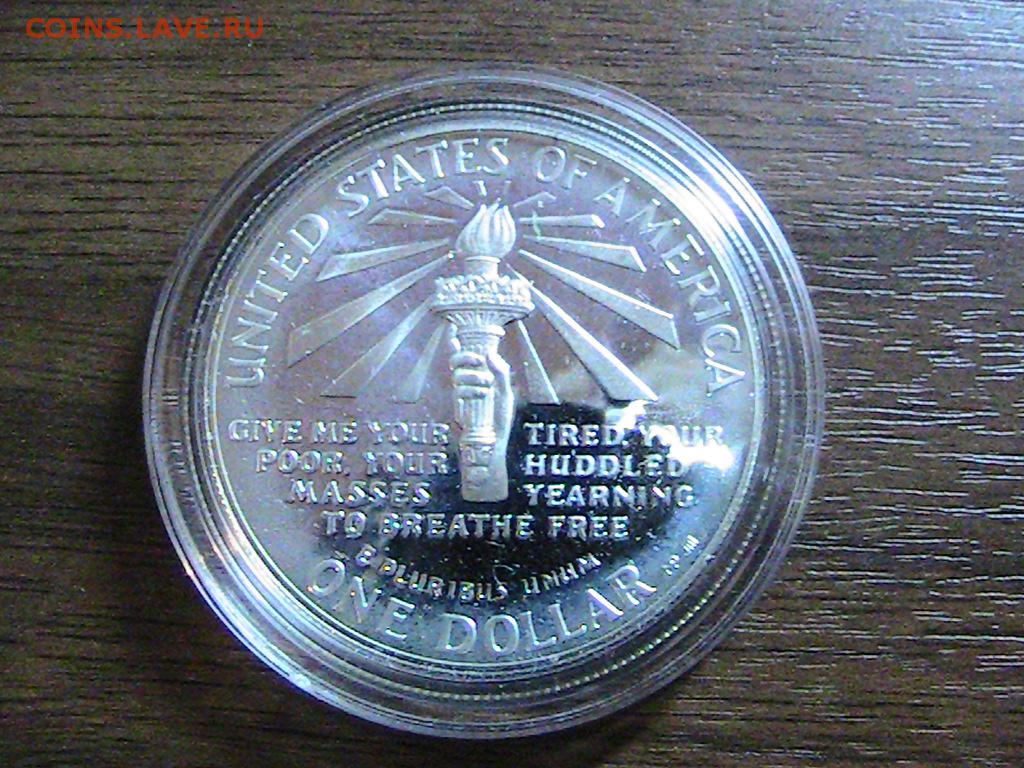 COINS.LAVE.RU
UNITED STATES OF AMERICA
GIVE ME YOUR TIRED, YOUR
POOR, YOUR HUDDLED
MASSES YEARNING
TO BREATHE FREE
E PLURIBUS UNUM
ONE DOLLAR